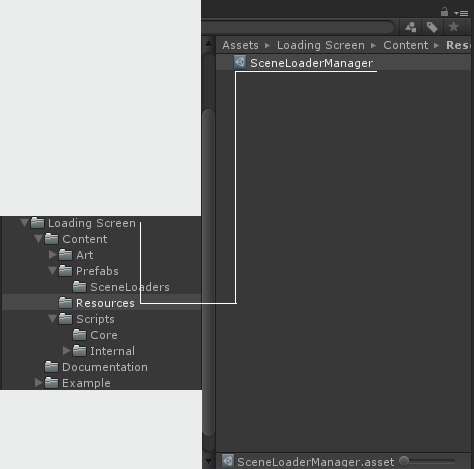 Assets ▸ Loading Screen ▸ Content ▸ Reso
SceneLoaderManager
Loading Screen
Content
Art
Prefabs
SceneLoaders
Resources
Scripts
Core
Internal
Documentation
Example
SceneLoaderManager.asset